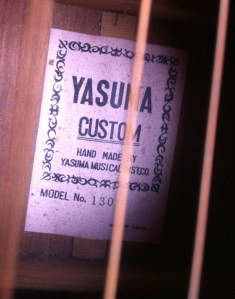 YASUMA
CUSTOM
HAND MADE BY
YASUMA MUSICAL INST.CO.
MODEL No. 130